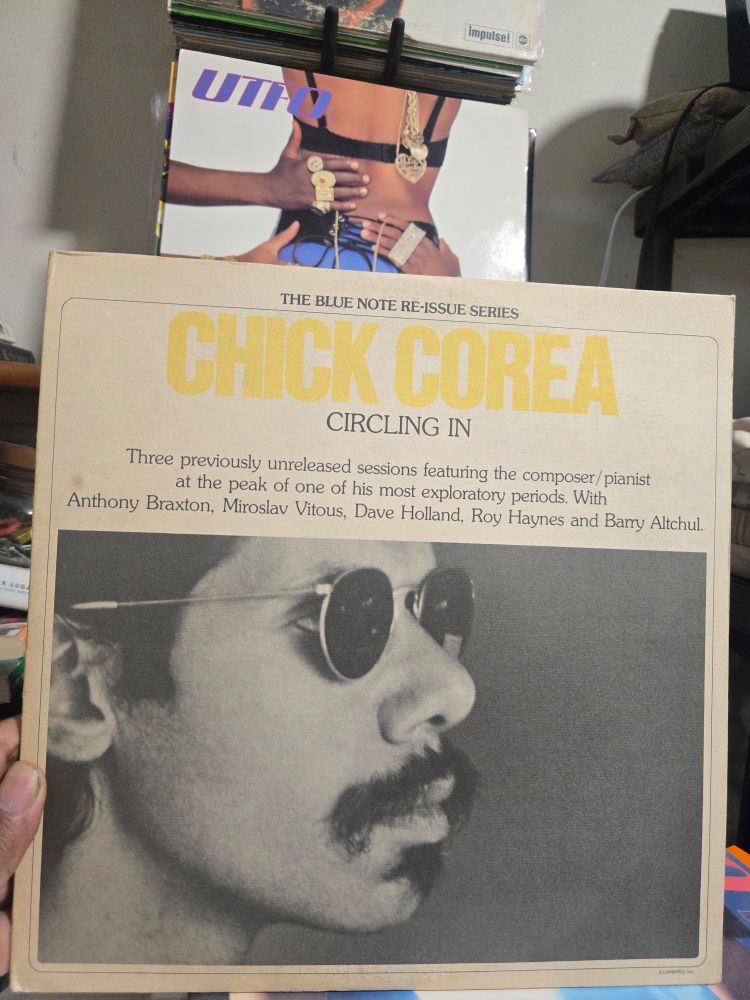 impulse!
abc
UTFO
THE BLUE NOTE RE-ISSUE SERIES
CHICK COREA
CIRCLING IN
Three previously unreleased sessions featuring the composer/pianist
at the peak of one of his most exploratory periods. With
Anthony Braxton, Miroslav Vitous, Dave Holland, Roy Haynes and Barry Altchul.